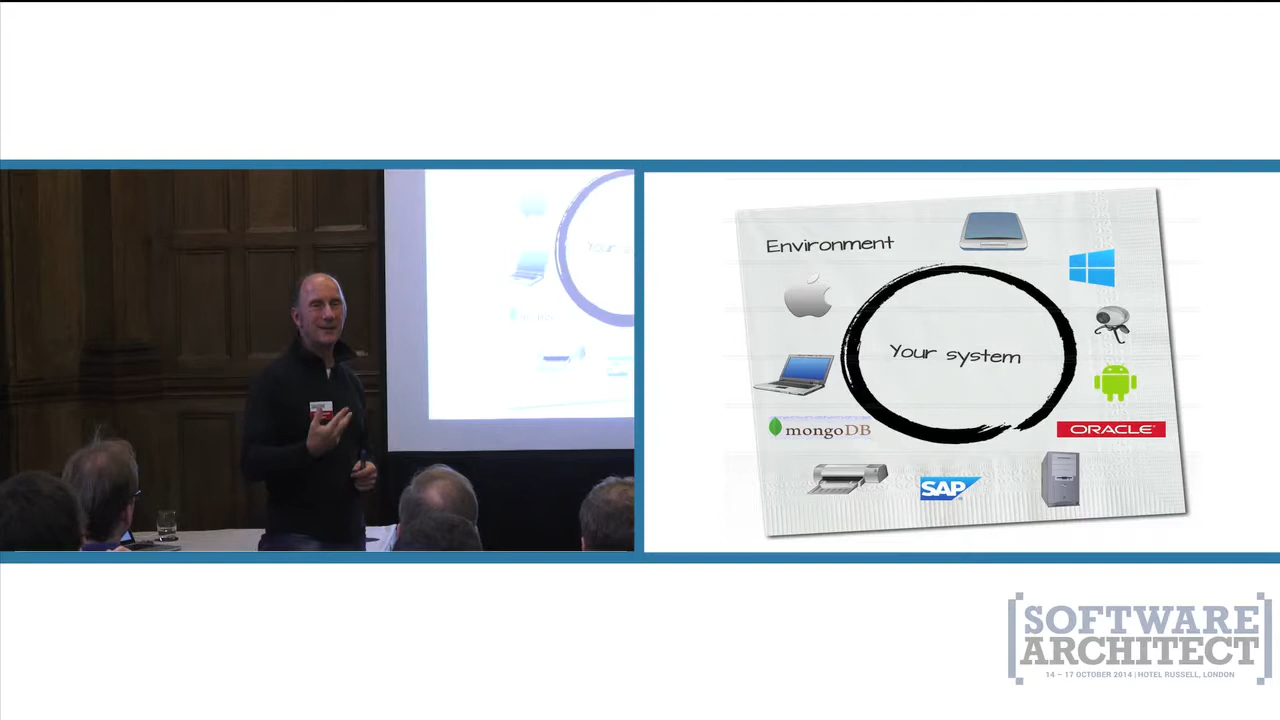 Environment
Your system
mongoDB
ORACLE
SAP
SOFTWARE
ARCHITECT
14 – 17 OCTOBER 2014 | HOTEL RUSSELL, LONDON